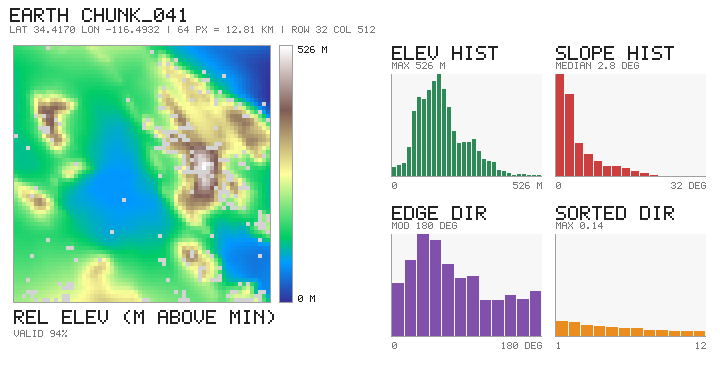 EARTH CHUNK_041
LAT 34.4170 LON -116.4932 | 64 PX = 12.81 KM | ROW 32 COL 512
526 M
0 M
REL ELEV (M ABOVE MIN)
VALID 94%
ELEV HIST
MAX 526 M
0 526 M
SLOPE HIST
MEDIAN 2.8 DEG
0 32 DEG
EDGE DIR
MOD 180 DEG
0 180 DEG
SORTED DIR
MAX 0.14
1 12